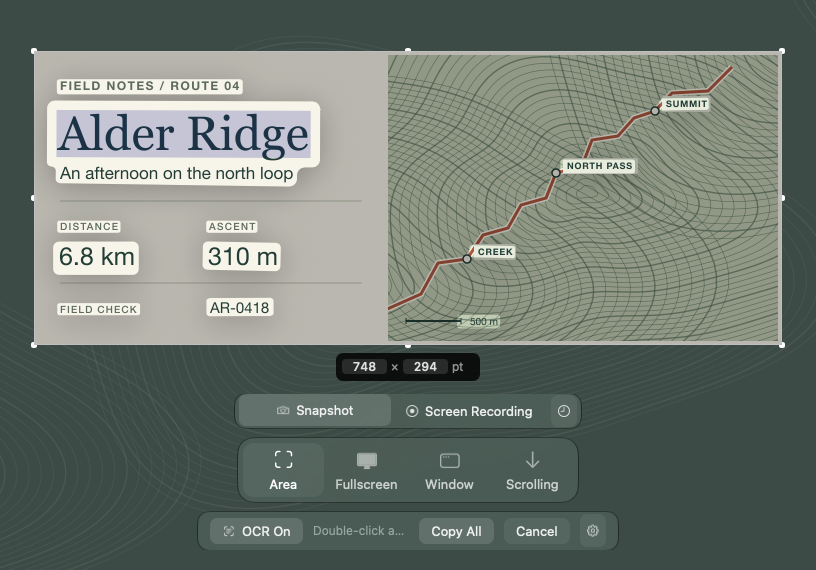 FIELD NOTES / ROUTE 04
Alder Ridge
An afternoon on the north loop
DISTANCE
ASCENT
6.8 km
310 m
FIELD CHECK
AR-0418
SUMMIT
NORTH PASS
CREEK
500 m
748 × 294 pt
Snapshot
Screen Recording
Area
Fullscreen
Window
Scrolling
OCR On
Double-click a...
Copy All
Cancel